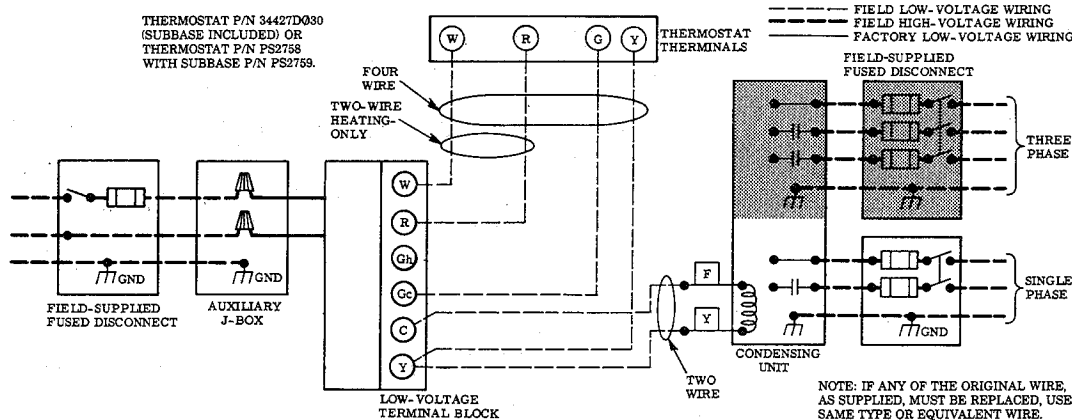 THERMOSTAT P/N 34427DØ30
(SUBBASE INCLUDED) OR
THERMOSTAT P/N PS2758
WITH SUBBASE P/N PS2759.
W R G Y
THERMOSTAT
TERMINALS
FIELD LOW-VOLTAGE WIRING
FIELD HIGH-VOLTAGE WIRING
FACTORY LOW-VOLTAGE WIRING
FIELD-SUPPLIED
FUSED DISCONNECT
FOUR
WIRE
TWO-WIRE
HEATING-
ONLY
THREE
PHASE
W
R
Gh
Gc
C
Y
GND
GND
FIELD-SUPPLIED
FUSED DISCONNECT
AUXILIARY
J-BOX
LOW-VOLTAGE
TERMINAL BLOCK
F
Y
TWO
WIRE
CONDENSING
UNIT
GND
SINGLE
PHASE
NOTE: IF ANY OF THE ORIGINAL WIRE,
AS SUPPLIED, MUST BE REPLACED, USE
SAME TYPE OR EQUIVALENT WIRE.